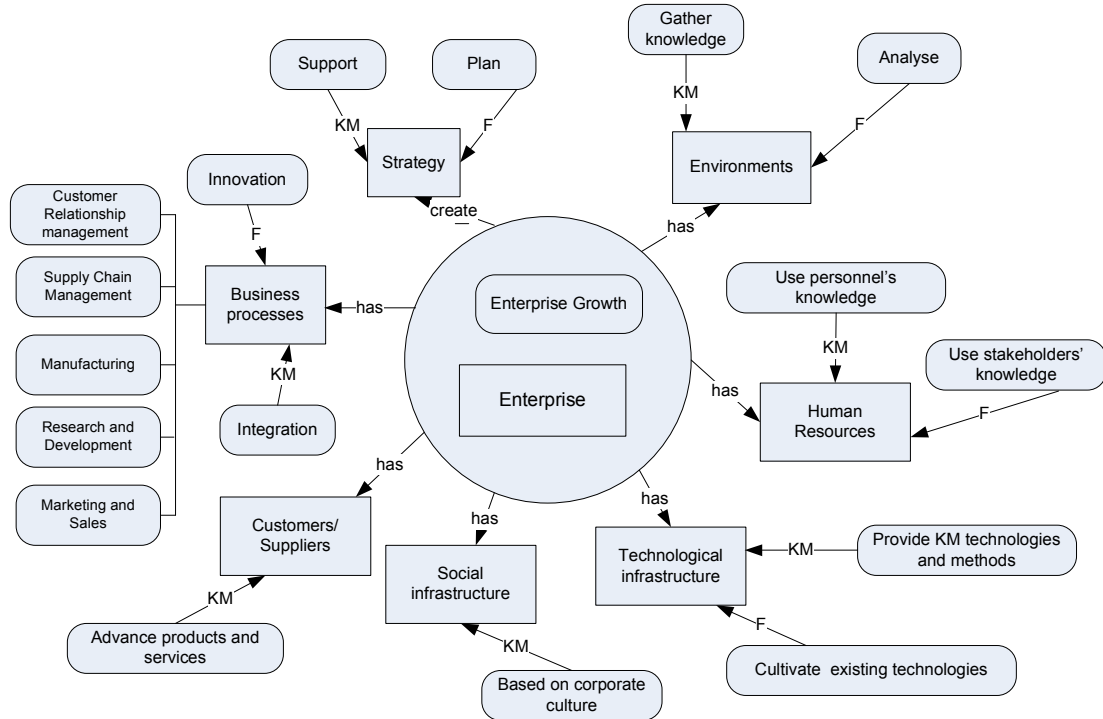 Gather
knowledge
Support
Plan
Analyse
KM
KM
F
F
Strategy
Environments
Innovation
create
has
F
Customer
Relationship
management
Supply Chain
Management
Manufacturing
Research and
Development
Marketing and
Sales
Business
processes
has
KM
Integration
Enterprise Growth
Enterprise
Use personnel’s
knowledge
KM
Use stakeholders’
knowledge
has
F
Human
Resources
has
Customers/
Suppliers
KM
Advance products and
services
has
Social
infrastructure
KM
Based on corporate
culture
has
Technological
infrastructure
KM
Provide KM technologies
and methods
F
Cultivate existing technologies